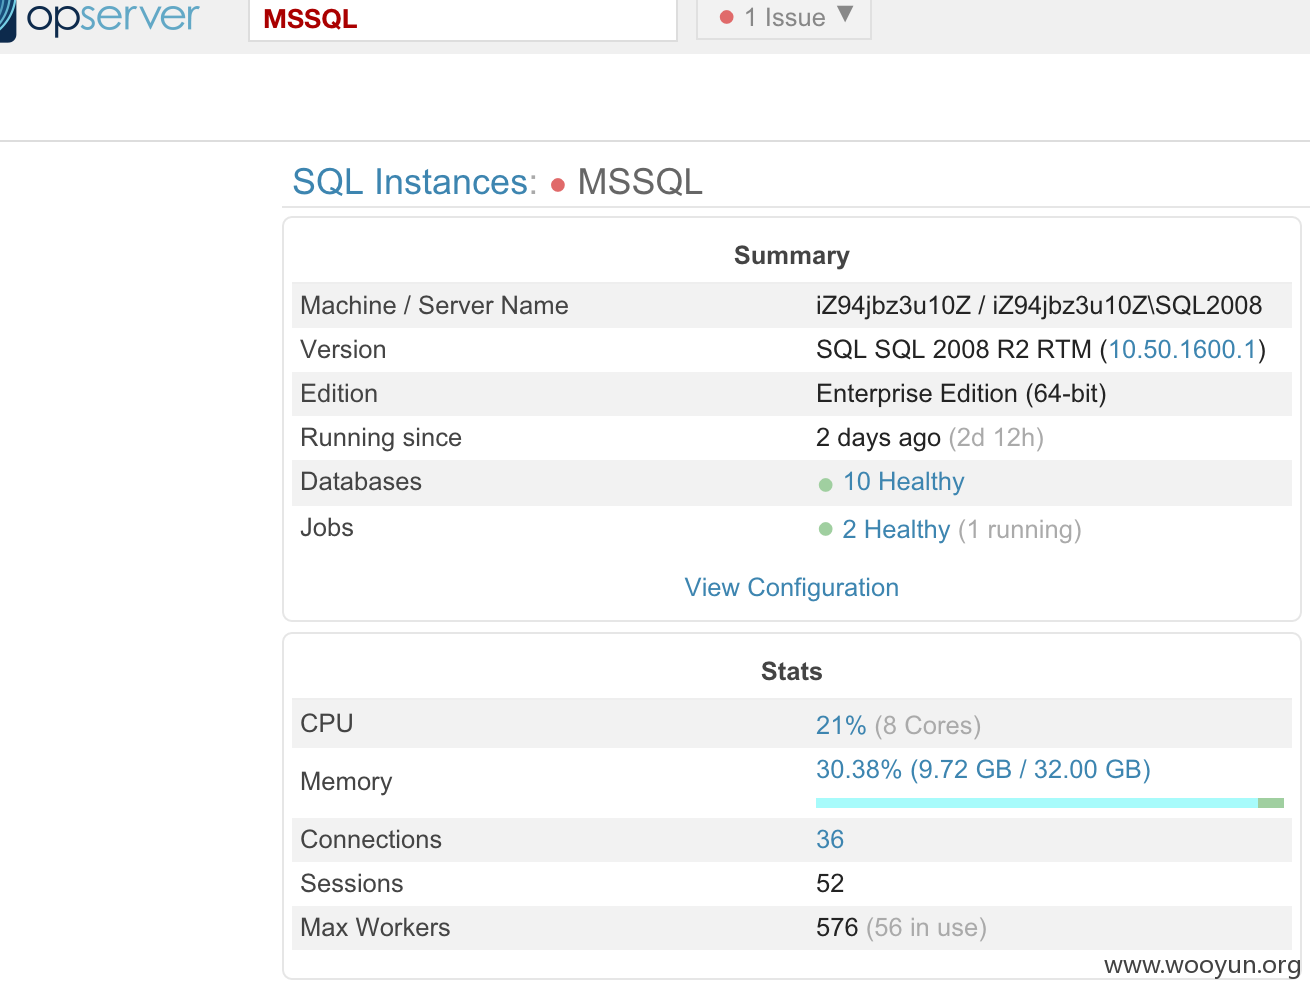 opserver
MSSQL
1 Issue ▼
SQL Instances: MSSQL
Summary
Machine / Server Name iZ94jbz3u10Z / iZ94jbz3u10Z\SQL2008
Version SQL SQL 2008 R2 RTM (10.50.1600.1)
Edition Enterprise Edition (64-bit)
Running since 2 days ago (2d 12h)
Databases 10 Healthy
Jobs 2 Healthy (1 running)
View Configuration
Stats
CPU 21% (8 Cores)
Memory 30.38% (9.72 GB / 32.00 GB)
Connections 36
Sessions 52
Max Workers 576 (56 in use)
www.wooyun.org